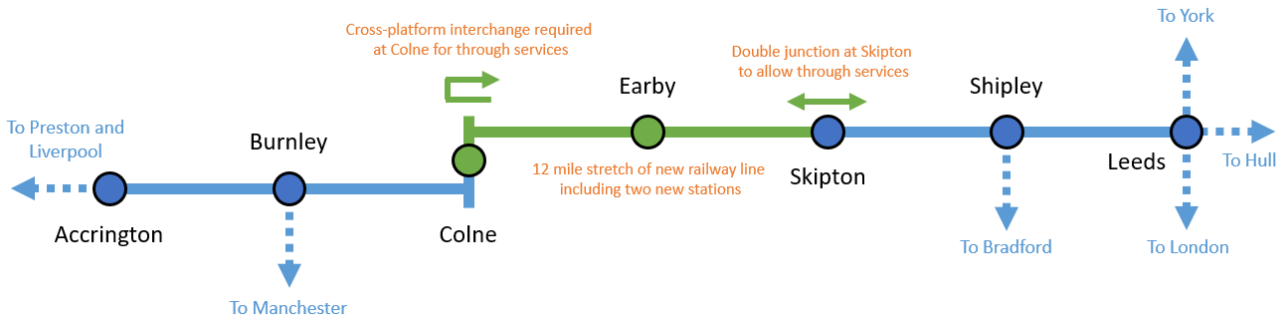 To York
Cross-platform interchange required
at Colne for through services
Double junction at Skipton
to allow through services
Earby
Shipley
To Preston and
Liverpool
Burnley
Leeds
To Hull
12 mile stretch of new railway line
including two new stations
Skipton
Accrington
Colne
To Bradford
To London
To Manchester